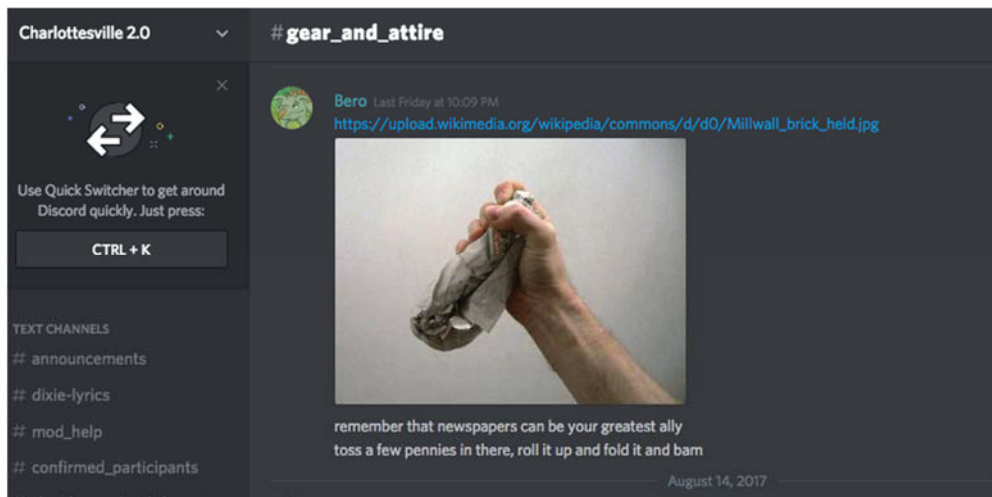 Charlottesville 2.0
#gear_and_attire
Use Quick Switcher to get around
Discord quickly. Just press:
CTRL + K
TEXT CHANNELS
# announcements
# dixie-lyrics
# mod_help
# confirmed_participants
Bero Last Friday at 10:09 PM
https://upload.wikimedia.org/wikipedia/commons/d/d0/Millwall_brick_held.jpg
remember that newspapers can be your greatest ally
toss a few pennies in there, roll it up and fold it and bam
August 14, 2017